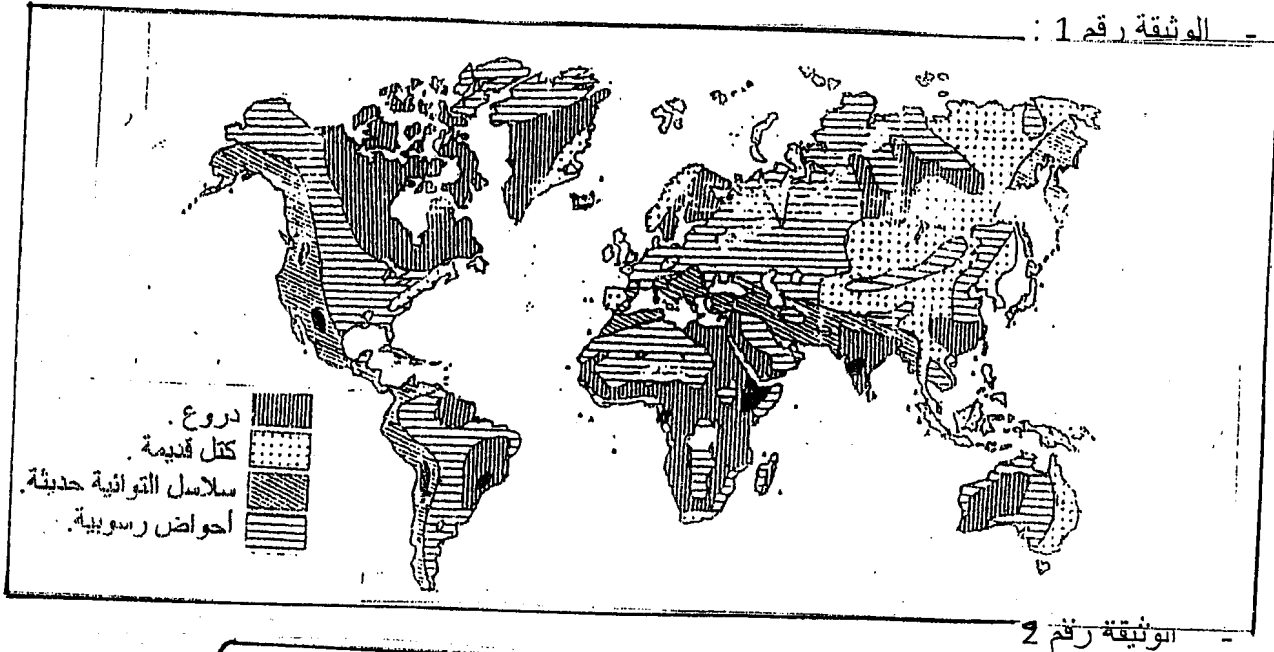 - الوثيقة رقم 1 :
دروع .
كتل قديمة .
سلاسل التوائية حديثة.
أحواض رسوبية.
- الوثيقة رقم 2